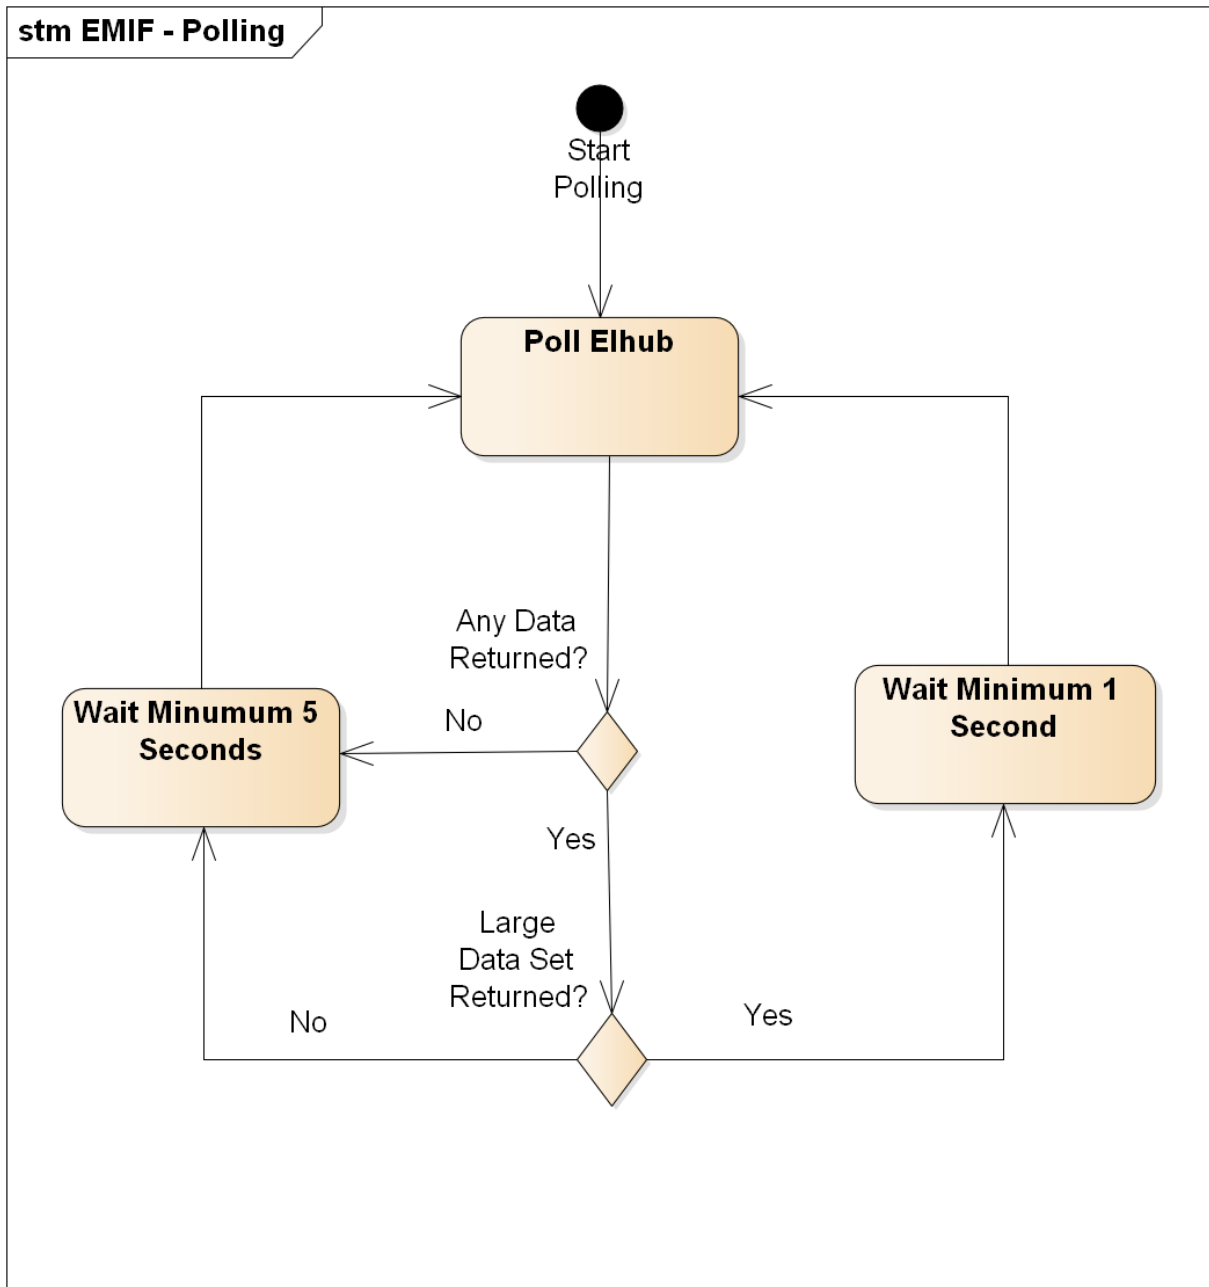 stm EMIF - Polling
Start
Polling
Poll Elhub
Any Data
Returned?
Wait Minumum 5
Seconds
No
Wait Minimum 1
Second
Yes
Large
Data Set
Returned?
No
Yes